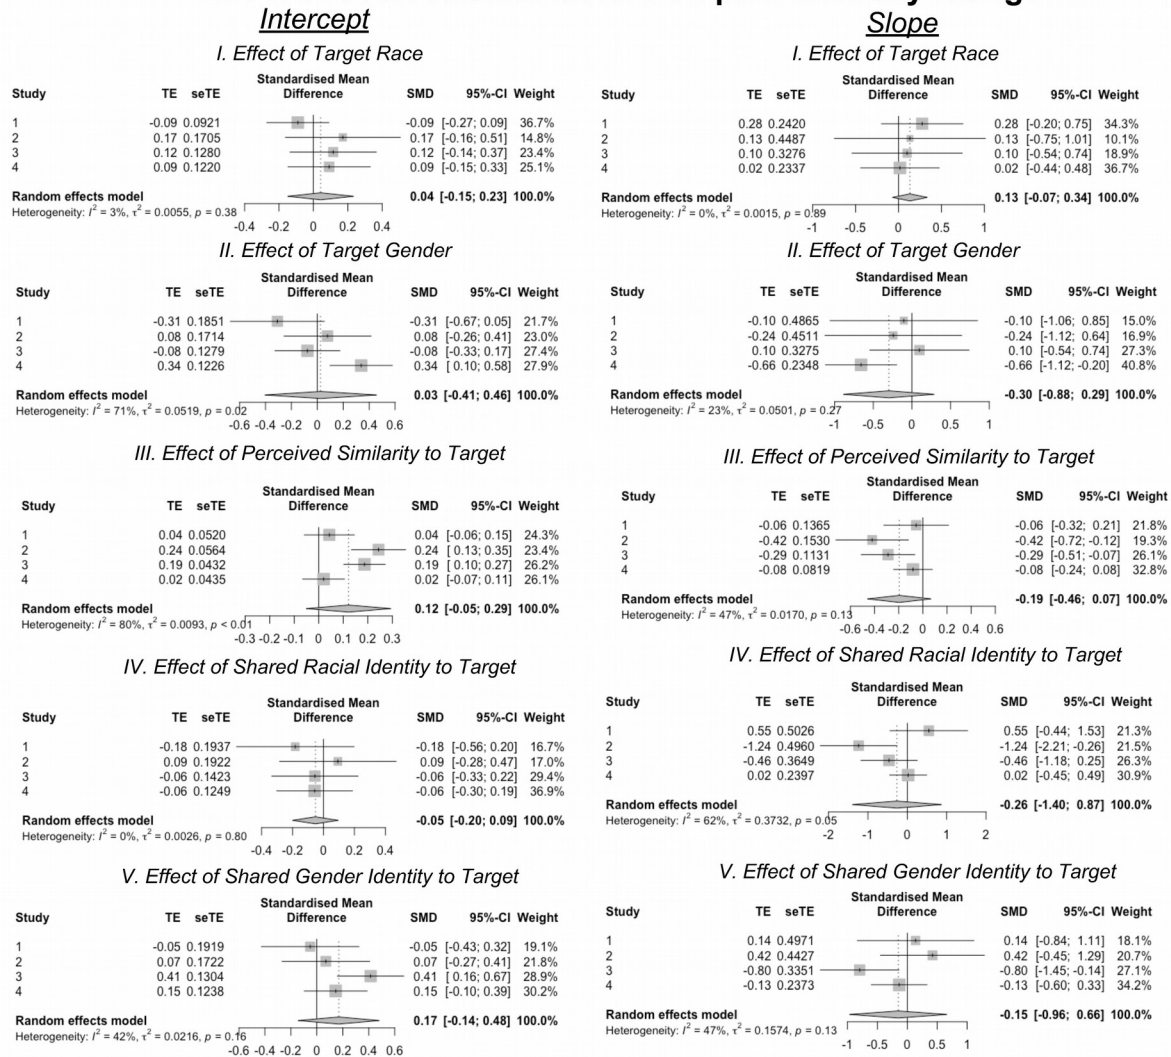 Intercept
I. Effect of Target Race
Standardised Mean
Study TE seTE Difference SMD 95%-CI Weight
1 -0.09 0.0921 -0.09 [-0.27; 0.09] 36.7%
2 0.17 0.1705 0.17 [-0.16; 0.51] 14.8%
3 0.12 0.1280 0.12 [-0.14; 0.37] 23.4%
4 0.09 0.1220 0.09 [-0.15; 0.33] 25.1%
Random effects model 0.04 [-0.15; 0.23] 100.0%
Heterogeneity: I² = 3%, τ² = 0.0055, p = 0.38
-0.4 -0.2 0 0.2 0.4
II. Effect of Target Gender
Standardised Mean
Study TE seTE Difference SMD 95%-CI Weight
1 -0.31 0.1851 -0.31 [-0.67; 0.05] 21.7%
2 0.08 0.1714 0.08 [-0.26; 0.41] 23.0%
3 -0.08 0.1279 -0.08 [-0.33; 0.17] 27.4%
4 0.34 0.1226 0.34 [ 0.10; 0.58] 27.9%
Random effects model 0.03 [-0.41; 0.46] 100.0%
Heterogeneity: I² = 71%, τ² = 0.0519, p = 0.02
-0.6 -0.4 -0.2 0 0.2 0.4 0.6
III. Effect of Perceived Similarity to Target
Standardised Mean
Study TE seTE Difference SMD 95%-CI Weight
1 0.04 0.0520 0.04 [-0.06; 0.15] 24.3%
2 0.24 0.0564 0.24 [ 0.13; 0.35] 23.4%
3 0.19 0.0432 0.19 [ 0.10; 0.27] 26.2%
4 0.02 0.0435 0.02 [-0.07; 0.11] 26.1%
Random effects model 0.12 [-0.05; 0.29] 100.0%
Heterogeneity: I² = 80%, τ² = 0.0093, p < 0.01
-0.3 -0.2 -0.1 0 0.1 0.2 0.3
IV. Effect of Shared Racial Identity to Target
Standardised Mean
Study TE seTE Difference SMD 95%-CI Weight
1 -0.18 0.1937 -0.18 [-0.56; 0.20] 16.7%
2 0.09 0.1922 0.09 [-0.28; 0.47] 17.0%
3 -0.06 0.1423 -0.06 [-0.33; 0.22] 29.4%
4 -0.06 0.1249 -0.06 [-0.30; 0.19] 36.9%
Random effects model -0.05 [-0.20; 0.09] 100.0%
Heterogeneity: I² = 0%, τ² = 0.0026, p = 0.80
-0.4 -0.2 0 0.2 0.4
V. Effect of Shared Gender Identity to Target
Standardised Mean
Study TE seTE Difference SMD 95%-CI Weight
1 -0.05 0.1919 -0.05 [-0.43; 0.32] 19.1%
2 0.07 0.1722 0.07 [-0.27; 0.41] 21.8%
3 0.41 0.1304 0.41 [ 0.16; 0.67] 28.9%
4 0.15 0.1238 0.15 [-0.10; 0.39] 30.2%
Random effects model 0.17 [-0.14; 0.48] 100.0%
Heterogeneity: I² = 42%, τ² = 0.0216, p = 0.16
-0.6 -0.4 -0.2 0 0.2 0.4 0.6
Slope
I. Effect of Target Race
Standardised Mean
Study TE seTE Difference SMD 95%-CI Weight
1 0.28 0.2420 0.28 [-0.20; 0.75] 34.3%
2 0.13 0.4487 0.13 [-0.75; 1.01] 10.1%
3 0.10 0.3276 0.10 [-0.54; 0.74] 18.9%
4 0.02 0.2337 0.02 [-0.44; 0.48] 36.7%
Random effects model 0.13 [-0.07; 0.34] 100.0%
Heterogeneity: I² = 0%, τ² = 0.0015, p = 0.89
-1 -0.5 0 0.5 1
II. Effect of Target Gender
Standardised Mean
Study TE seTE Difference SMD 95%-CI Weight
1 -0.10 0.4865 -0.10 [-1.06; 0.85] 15.0%
2 -0.24 0.4511 -0.24 [-1.12; 0.64] 16.9%
3 0.10 0.3275 0.10 [-0.54; 0.74] 27.3%
4 -0.66 0.2348 -0.66 [-1.12; -0.20] 40.8%
Random effects model -0.30 [-0.88; 0.29] 100.0%
Heterogeneity: I² = 23%, τ² = 0.0501, p = 0.27
-1 -0.5 0 0.5 1
III. Effect of Perceived Similarity to Target
Standardised Mean
Study TE seTE Difference SMD 95%-CI Weight
1 -0.06 0.1365 -0.06 [-0.32; 0.21] 21.8%
2 -0.42 0.1530 -0.42 [-0.72; -0.12] 19.3%
3 -0.29 0.1131 -0.29 [-0.51; -0.07] 26.1%
4 -0.08 0.0819 -0.08 [-0.24; 0.08] 32.8%
Random effects model -0.19 [-0.46; 0.07] 100.0%
Heterogeneity: I² = 47%, τ² = 0.0170, p = 0.13
-0.6 -0.4 -0.2 0 0.2 0.4 0.6
IV. Effect of Shared Racial Identity to Target
Standardised Mean
Study TE seTE Difference SMD 95%-CI Weight
1 0.55 0.5026 0.55 [-0.44; 1.53] 21.3%
2 -1.24 0.4960 -1.24 [-2.21; -0.26] 21.5%
3 -0.46 0.3649 -0.46 [-1.18; 0.25] 26.3%
4 0.02 0.2397 0.02 [-0.45; 0.49] 30.9%
Random effects model -0.26 [-1.40; 0.87] 100.0%
Heterogeneity: I² = 62%, τ² = 0.3732, p = 0.05
-2 -1 0 1 2
V. Effect of Shared Gender Identity to Target
Standardised Mean
Study TE seTE Difference SMD 95%-CI Weight
1 0.14 0.4971 0.14 [-0.84; 1.11] 18.1%
2 0.42 0.4427 0.42 [-0.45; 1.29] 20.7%
3 -0.80 0.3351 -0.80 [-1.45; -0.14] 27.1%
4 -0.13 0.2373 -0.13 [-0.60; 0.33] 34.2%
Random effects model -0.15 [-0.96; 0.66] 100.0%
Heterogeneity: I² = 47%, τ² = 0.1574, p = 0.13
-1 -0.5 0 0.5 1